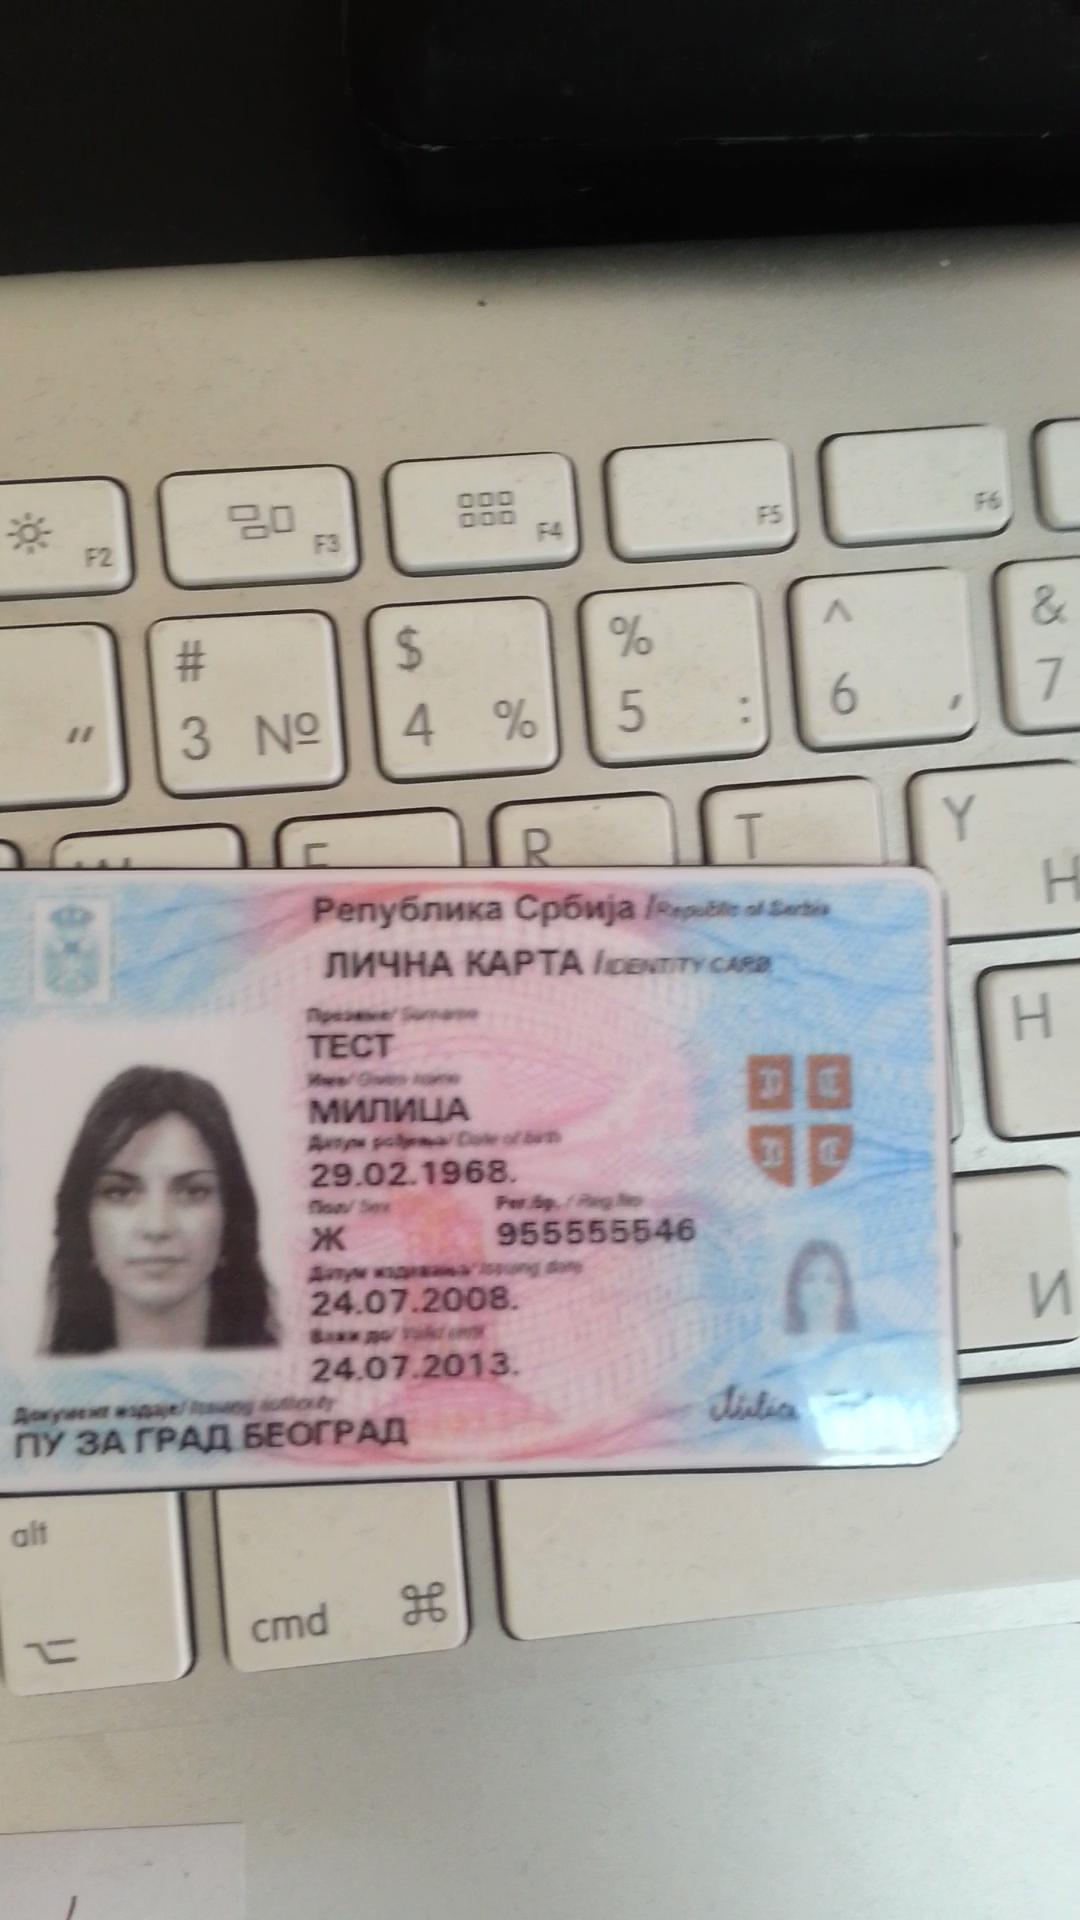 F2 F3 F4 F5 F6
# $ % ^ &
" 3 № 4 % 5 : 6 , 7
R T Y
Н
Република Србија / Republic of Serbia
ЛИЧНА КАРТА / IDENTITY CARD
Презиме/ Surname
ТЕСТ
Име/ Given name
МИЛИЦА
Датум рођења/ Date of birth
29.02.1968.
Пол/ Sex Рег.бр. / Reg.No
Ж 955555546
Датум издавања/ Issuing date
24.07.2008.
Важи до/ Valid until
24.07.2013.
Документ издаје/ Issuing authority
ПУ ЗА ГРАД БЕОГРАД
H
И
alt
cmd ⌘